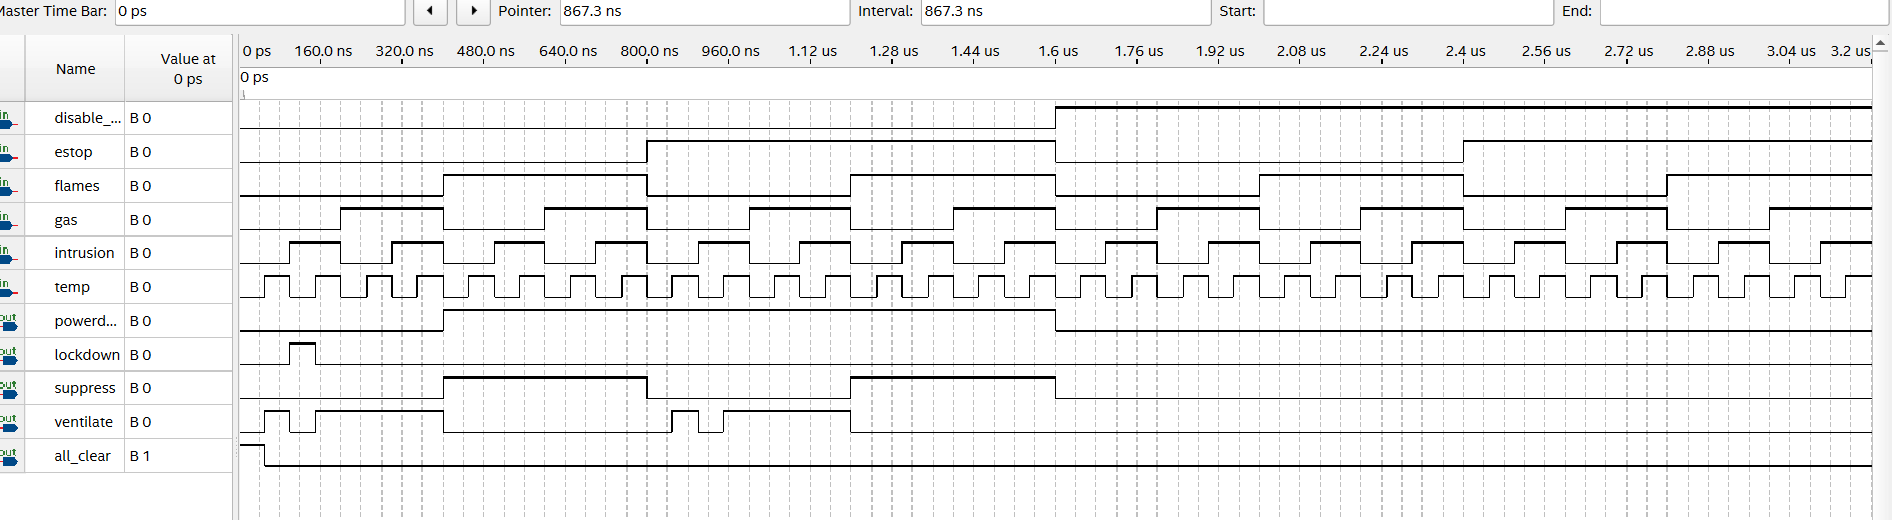 Master Time Bar: 0 ps Pointer: 867.3 ns Interval: 867.3 ns Start: End:
Name Value at 0 ps
0 ps 160.0 ns 320.0 ns 480.0 ns 640.0 ns 800.0 ns 960.0 ns 1.12 us 1.28 us 1.44 us 1.6 us 1.76 us 1.92 us 2.08 us 2.24 us 2.4 us 2.56 us 2.72 us 2.88 us 3.04 us 3.2 us
0 ps
in disable_... B 0
in estop B 0
in flames B 0
in gas B 0
in intrusion B 0
in temp B 0
out powerd... B 0
out lockdown B 0
out suppress B 0
out ventilate B 0
out all_clear B 1